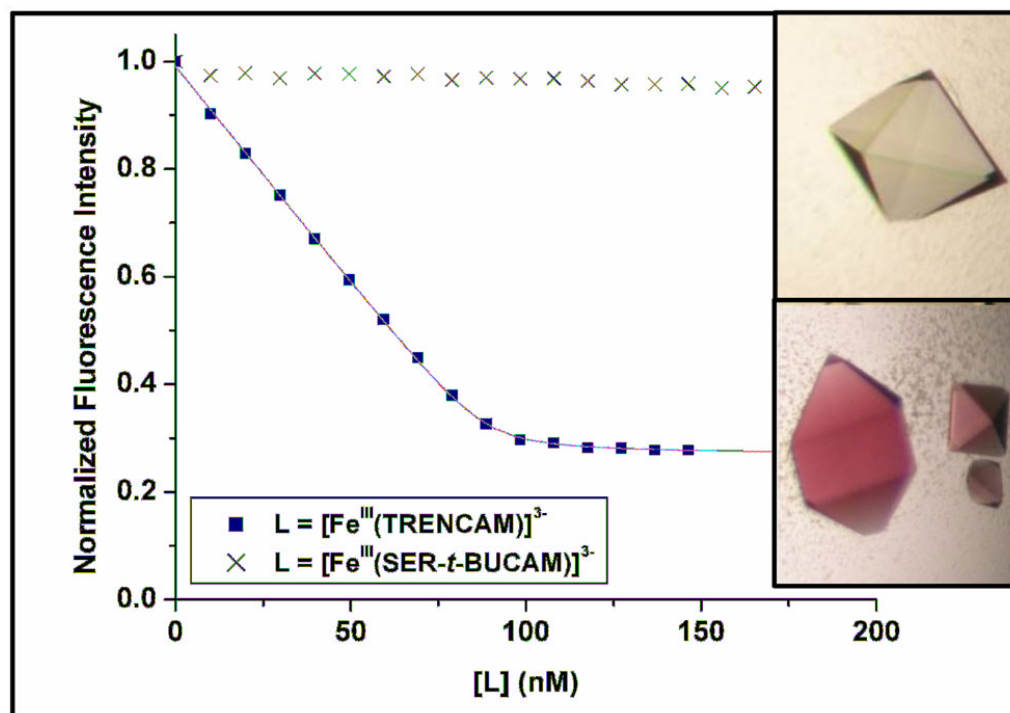 Normalized Fluorescence Intensity
1.0
0.8
0.6
0.4
0.2
0.0
L = [Fe^III(TRENCAM)]^3-
L = [Fe^III(SER-t-BUCAM)]^3-
0 50 100 150 200
[L] (nM)